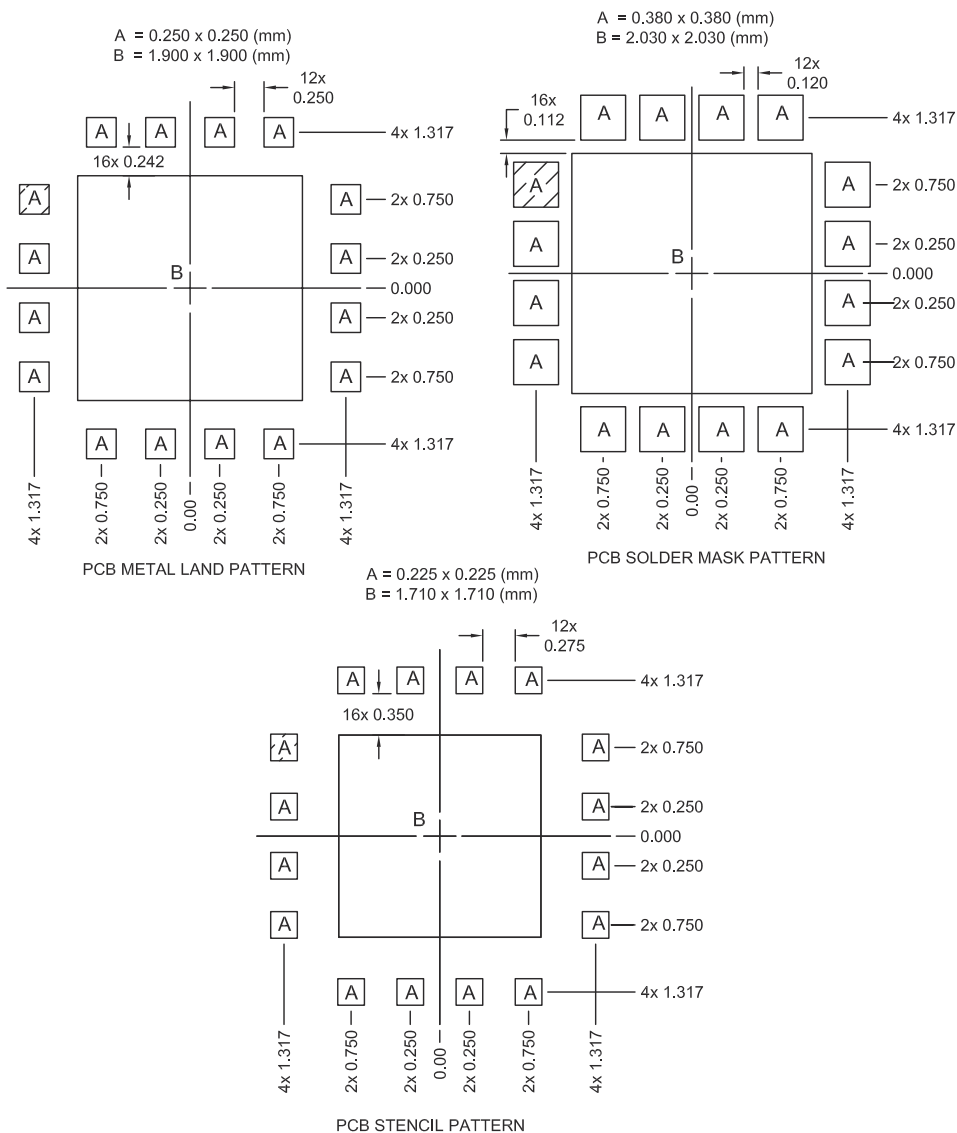 A = 0.250 x 0.250 (mm)
B = 1.900 x 1.900 (mm)
12x
0.250
A A A A
4x 1.317
16x 0.242
A A 2x 0.750
A A 2x 0.250
B
0.000
A A 2x 0.250
A A 2x 0.750
A A A A
4x 1.317
4x 1.317
2x 0.750
2x 0.250
0.00
2x 0.250
2x 0.750
4x 1.317
PCB METAL LAND PATTERN
A = 0.380 x 0.380 (mm)
B = 2.030 x 2.030 (mm)
12x
0.120
16x
0.112
A A A A
4x 1.317
A A 2x 0.750
A A 2x 0.250
B
0.000
A A 2x 0.250
A A 2x 0.750
A A A A
4x 1.317
4x 1.317
2x 0.750
2x 0.250
0.00
2x 0.250
2x 0.750
4x 1.317
PCB SOLDER MASK PATTERN
A = 0.225 x 0.225 (mm)
B = 1.710 x 1.710 (mm)
12x
0.275
A A A A
4x 1.317
16x 0.350
A A 2x 0.750
A A 2x 0.250
B
0.000
A A 2x 0.250
A A 2x 0.750
A A A A
4x 1.317
4x 1.317
2x 0.750
2x 0.250
0.00
2x 0.250
2x 0.750
4x 1.317
PCB STENCIL PATTERN